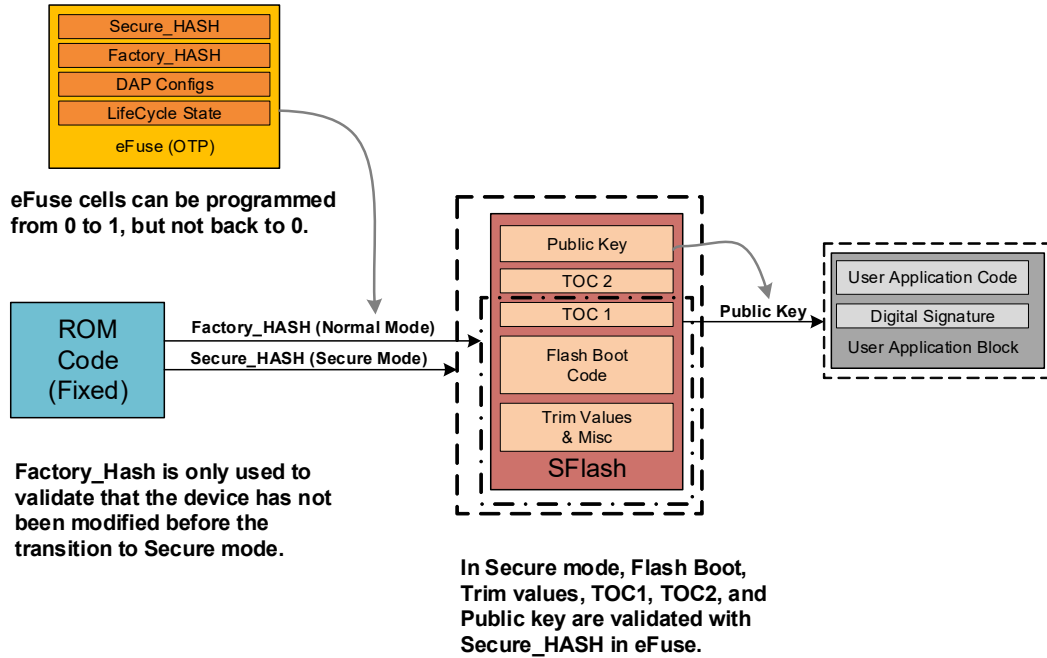 Secure_HASH
Factory_HASH
DAP Configs
LifeCycle State
eFuse (OTP)
eFuse cells can be programmed
from 0 to 1, but not back to 0.
ROM
Code
(Fixed)
Factory_HASH (Normal Mode)
Secure_HASH (Secure Mode)
Factory_Hash is only used to
validate that the device has not
been modified before the
transition to Secure mode.
Public Key
TOC 2
TOC 1
Flash Boot
Code
Trim Values
& Misc
SFlash
In Secure mode, Flash Boot,
Trim values, TOC1, TOC2, and
Public key are validated with
Secure_HASH in eFuse.
Public Key
User Application Code
Digital Signature
User Application Block